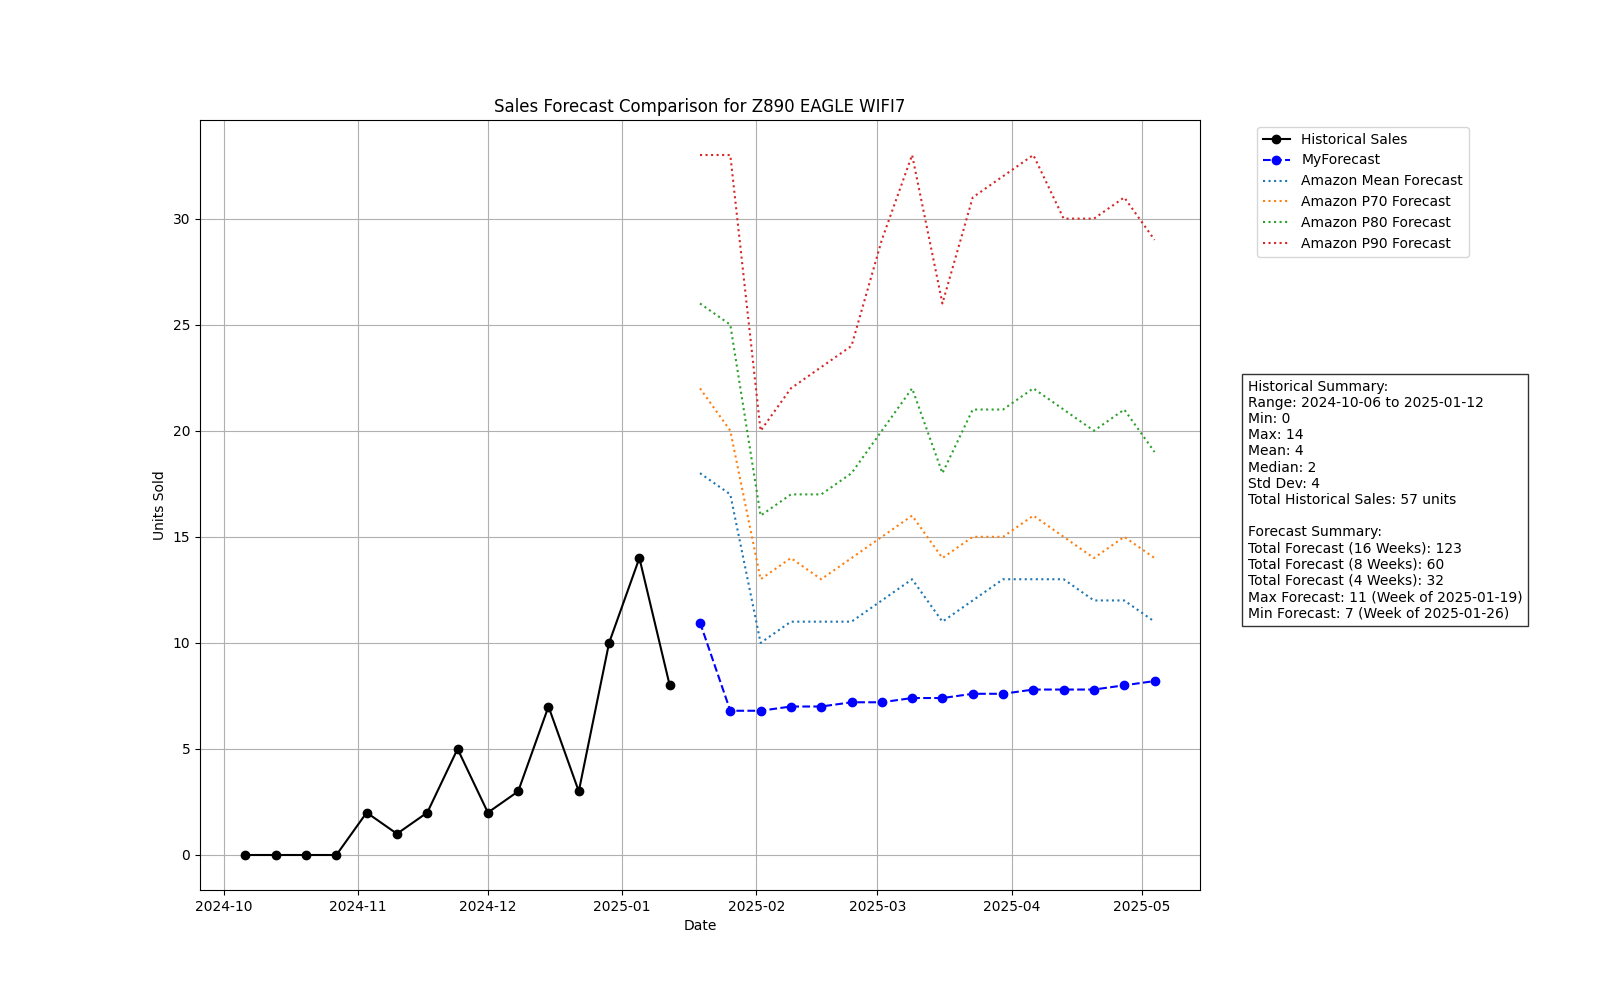 Sales Forecast Comparison for Z890 EAGLE WIFI7
Historical Sales
MyForecast
Amazon Mean Forecast
Amazon P70 Forecast
Amazon P80 Forecast
Amazon P90 Forecast
30
25
20
15
10
5
0
Units Sold
2024-10
2024-11
2024-12
2025-01
2025-02
2025-03
2025-04
2025-05
Date
Historical Summary:
Range: 2024-10-06 to 2025-01-12
Min: 0
Max: 14
Mean: 4
Median: 2
Std Dev: 4
Total Historical Sales: 57 units
Forecast Summary:
Total Forecast (16 Weeks): 123
Total Forecast (8 Weeks): 60
Total Forecast (4 Weeks): 32
Max Forecast: 11 (Week of 2025-01-19)
Min Forecast: 7 (Week of 2025-01-26)